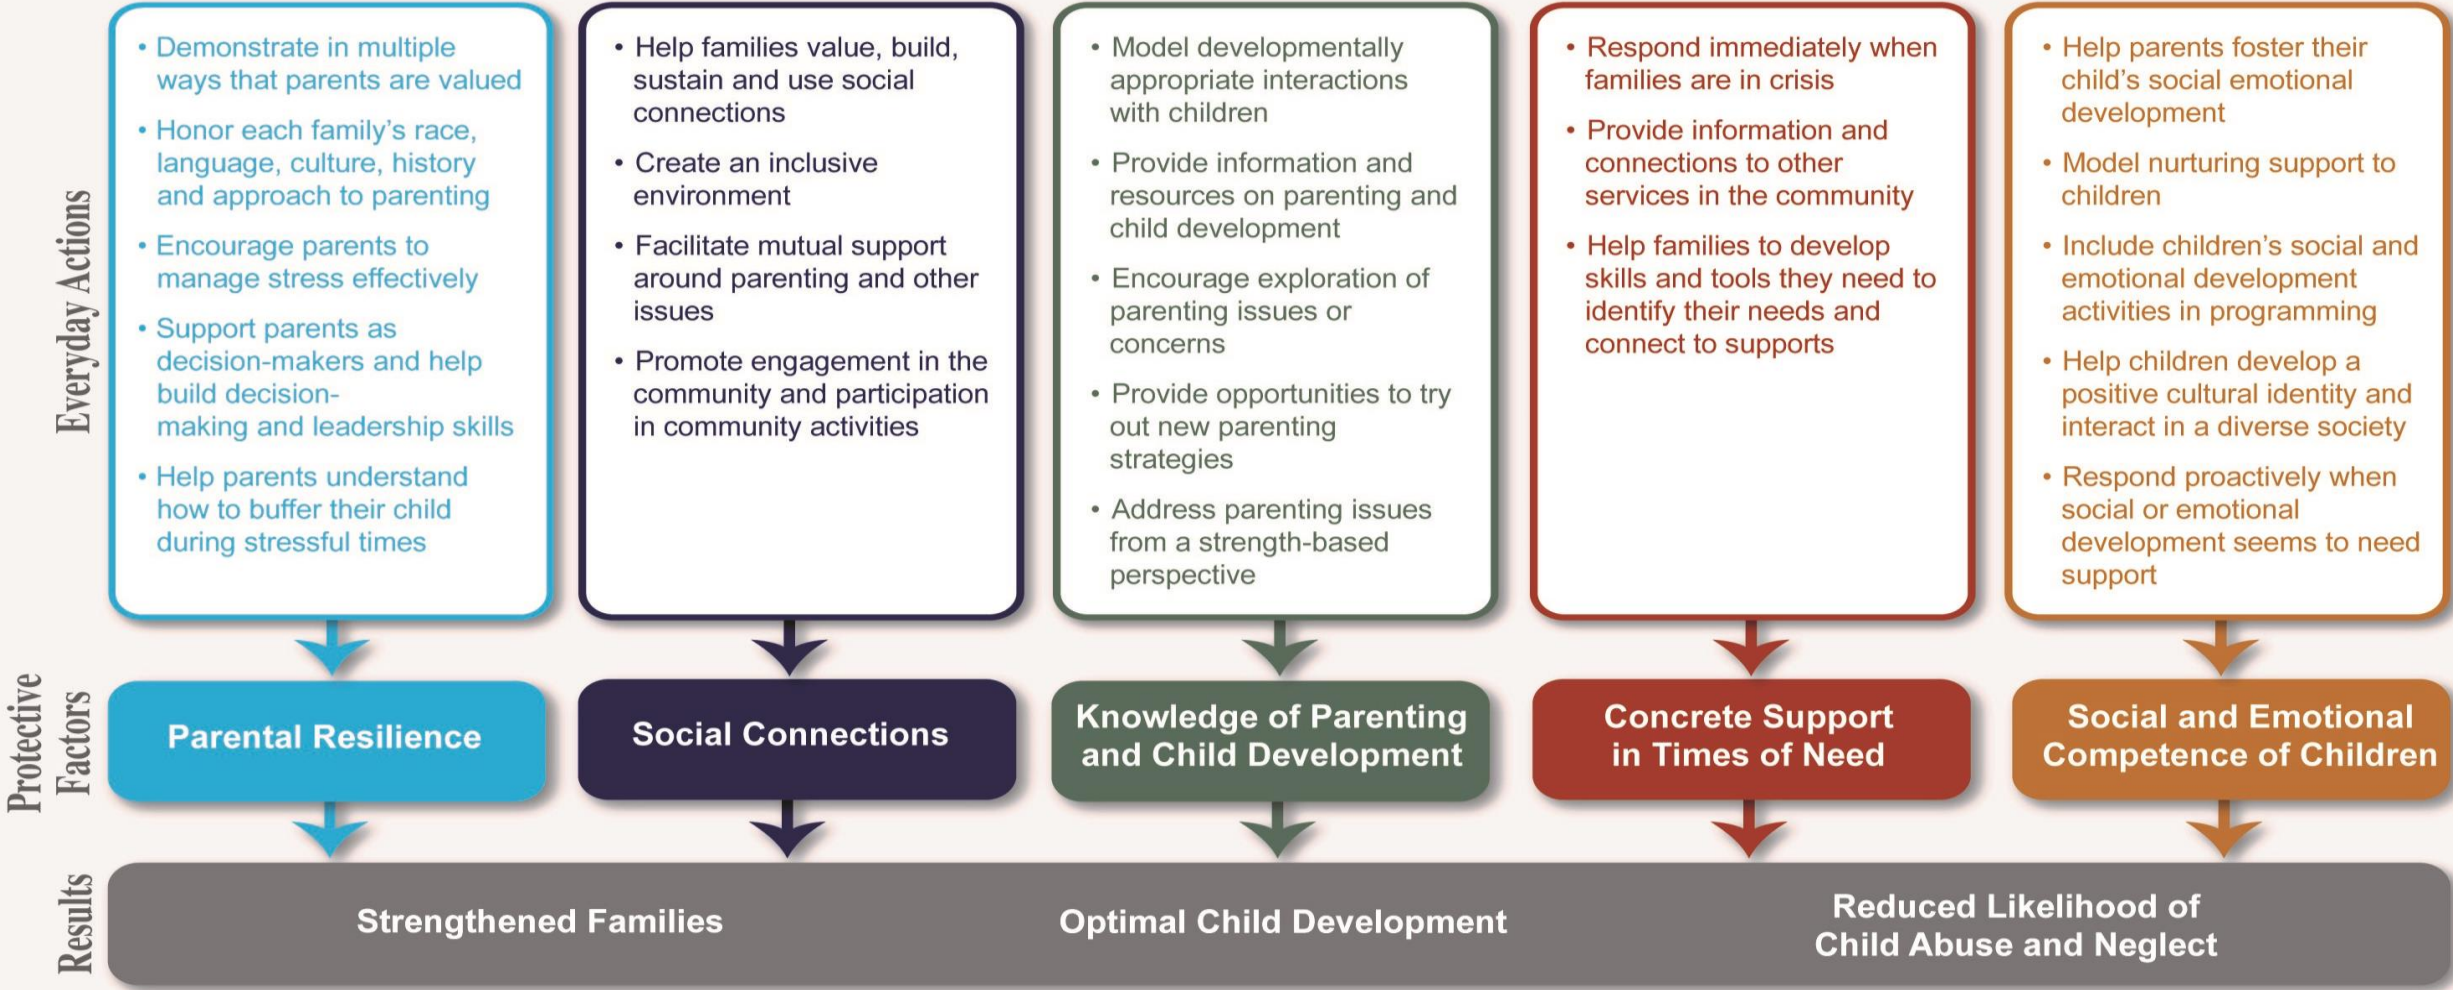 Everyday Actions
• Demonstrate in multiple
ways that parents are valued
• Honor each family's race,
language, culture, history
and approach to parenting
• Encourage parents to
manage stress effectively
• Support parents as
decision-makers and help
build decision-
making and leadership skills
• Help parents understand
how to buffer their child
during stressful times
• Help families value, build,
sustain and use social
connections
• Create an inclusive
environment
• Facilitate mutual support
around parenting and other
issues
• Promote engagement in the
community and participation
in community activities
• Model developmentally
appropriate interactions
with children
• Provide information and
resources on parenting and
child development
• Encourage exploration of
parenting issues or
concerns
• Provide opportunities to try
out new parenting
strategies
• Address parenting issues
from a strength-based
perspective
• Respond immediately when
families are in crisis
• Provide information and
connections to other
services in the community
• Help families to develop
skills and tools they need to
identify their needs and
connect to supports
• Help parents foster their
child's social emotional
development
• Model nurturing support to
children
• Include children's social and
emotional development
activities in programming
• Help children develop a
positive cultural identity and
interact in a diverse society
• Respond proactively when
social or emotional
development seems to need
support
Protective
Factors
Parental Resilience
Social Connections
Knowledge of Parenting
and Child Development
Concrete Support
in Times of Need
Social and Emotional
Competence of Children
Results
Strengthened Families
Optimal Child Development
Reduced Likelihood of
Child Abuse and Neglect